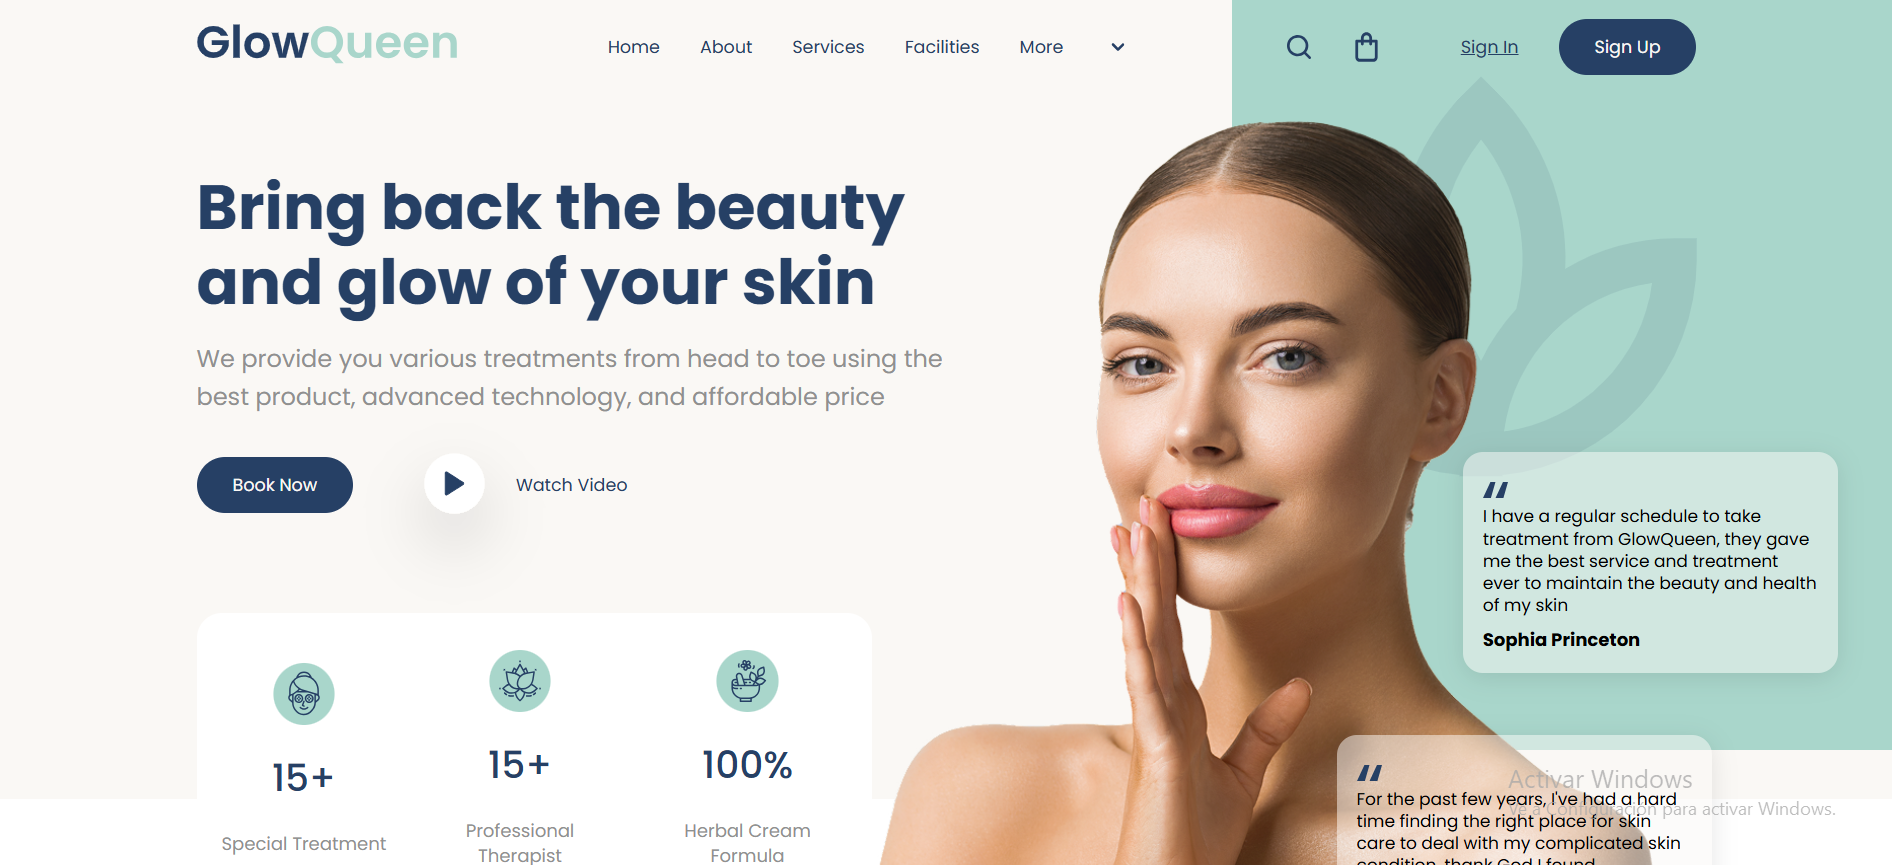 GlowQueen
Home About Services Facilities More
Sign In Sign Up
Bring back the beauty
and glow of your skin
We provide you various treatments from head to toe using the
best product, advanced technology, and affordable price
Book Now
Watch Video
“
I have a regular schedule to take
treatment from GlowQueen, they gave
me the best service and treatment
ever to maintain the beauty and health
of my skin
Sophia Princeton
15+
Special Treatment
15+
Professional
Therapist
100%
Herbal Cream
Formula
“
For the past few years, I've had a hard
time finding the right place for skin
care to deal with my complicated skin
condition, thank God I found
Activar Windows
Ve a Configuración para activar Windows.